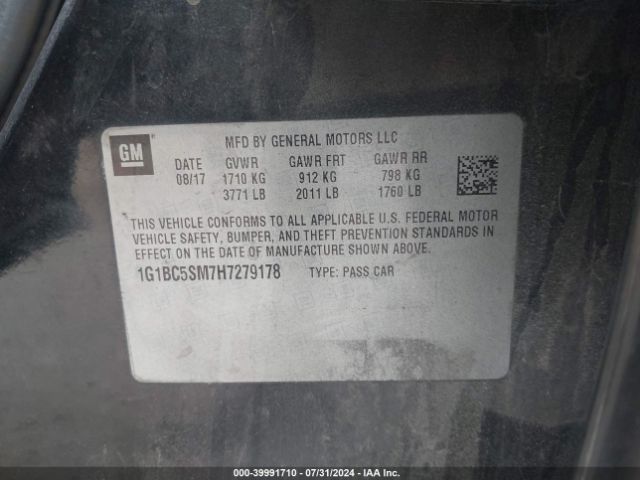 GM
MFD BY GENERAL MOTORS LLC
DATE GVWR GAWR FRT GAWR RR
08/17 1710 KG 912 KG 798 KG
3771 LB 2011 LB 1760 LB
THIS VEHICLE CONFORMS TO ALL APPLICABLE U.S. FEDERAL MOTOR
VEHICLE SAFETY, BUMPER, AND THEFT PREVENTION STANDARDS IN
EFFECT ON THE DATE OF MANUFACTURE SHOWN ABOVE.
1G1BC5SM7H7279178 TYPE: PASS CAR
000-39991710 - 07/31/2024 - IAA Inc.